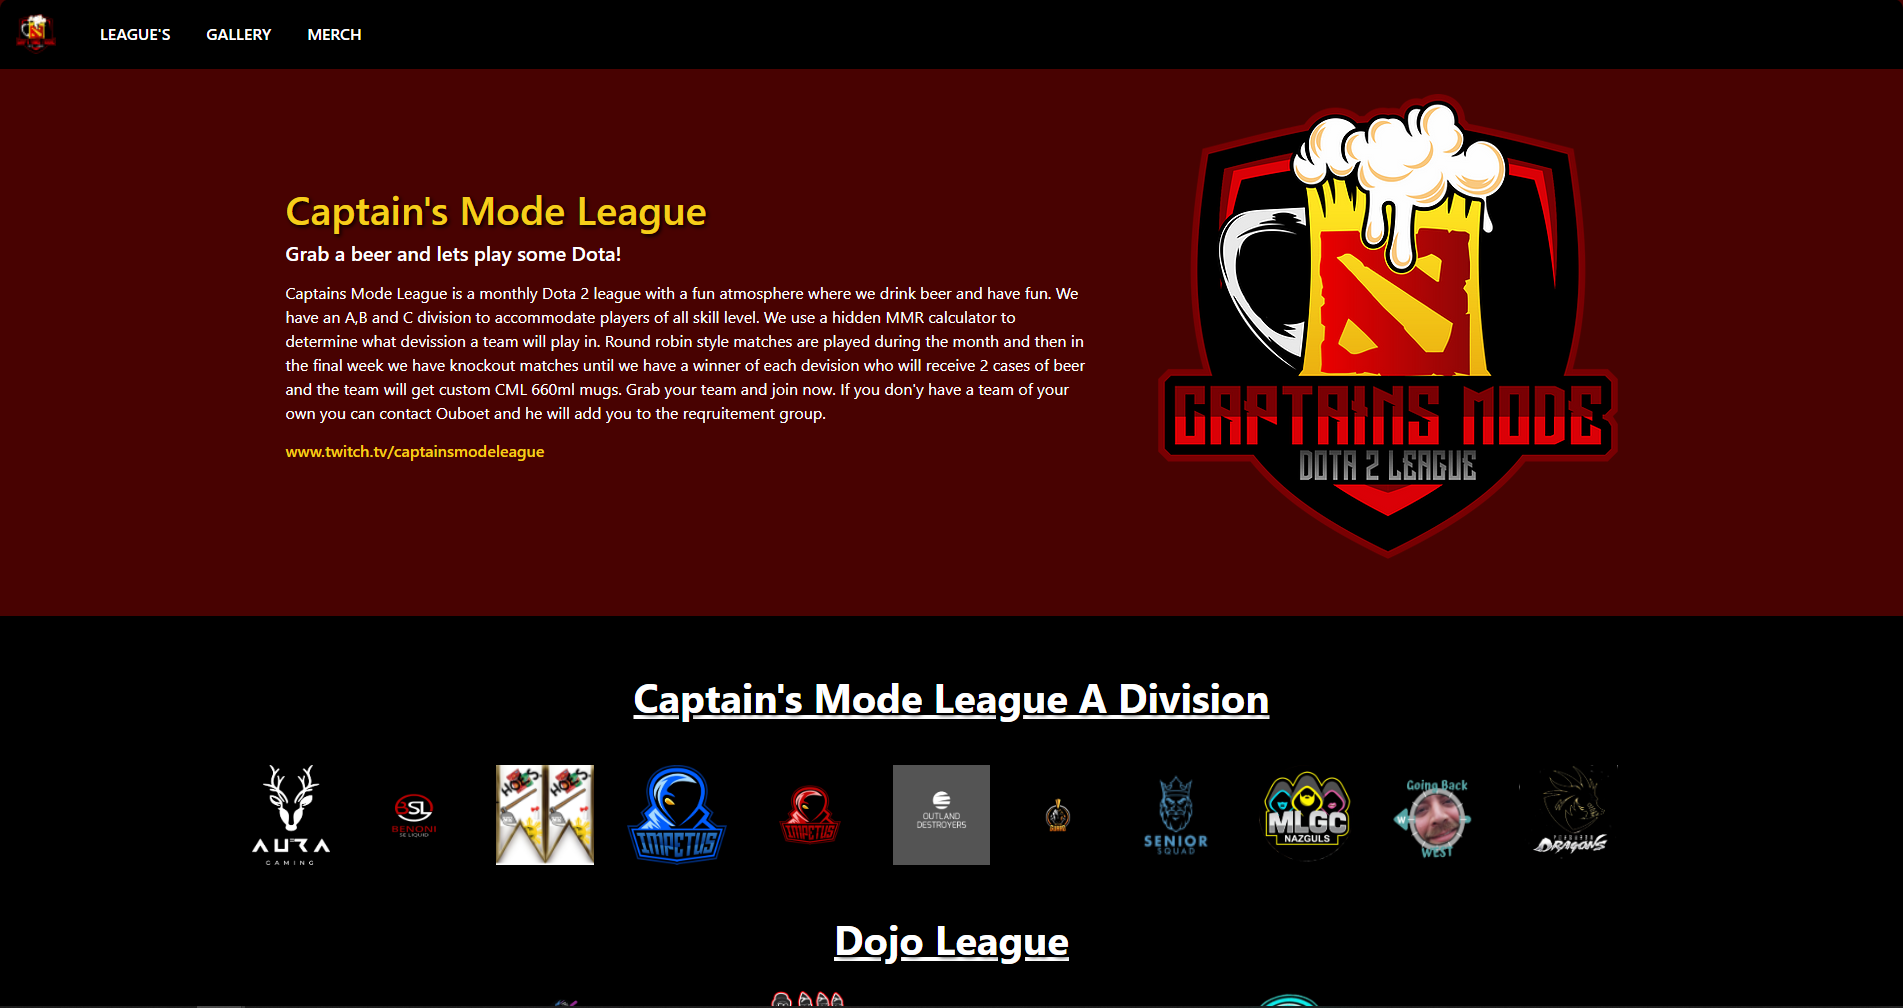 LEAGUE'S GALLERY MERCH
Captain's Mode League
Grab a beer and lets play some Dota!
Captains Mode League is a monthly Dota 2 league with a fun atmosphere where we drink beer and have fun. We
have an A,B and C division to accommodate players of all skill level. We use a hidden MMR calculator to
determine what devission a team will play in. Round robin style matches are played during the month and then in
the final week we have knockout matches until we have a winner of each devision who will receive 2 cases of beer
and the team will get custom CML 660ml mugs. Grab your team and join now. If you don'y have a team of your
own you can contact Ouboet and he will add you to the reqruitement group.
www.twitch.tv/captainsmodeleague
CAPTAINS MODE
DOTA 2 LEAGUE
Captain's Mode League A Division
AURA
GAMING
BSL
BENONI
SE LIQUID
HOES
HOES
IMPETUS
IMPETUS
OUTLAND
DESTROYERS
SENIOR
SQUAD
MLGC
NAZGULS
Going Back
W
WEST
DRAGONS
Dojo League